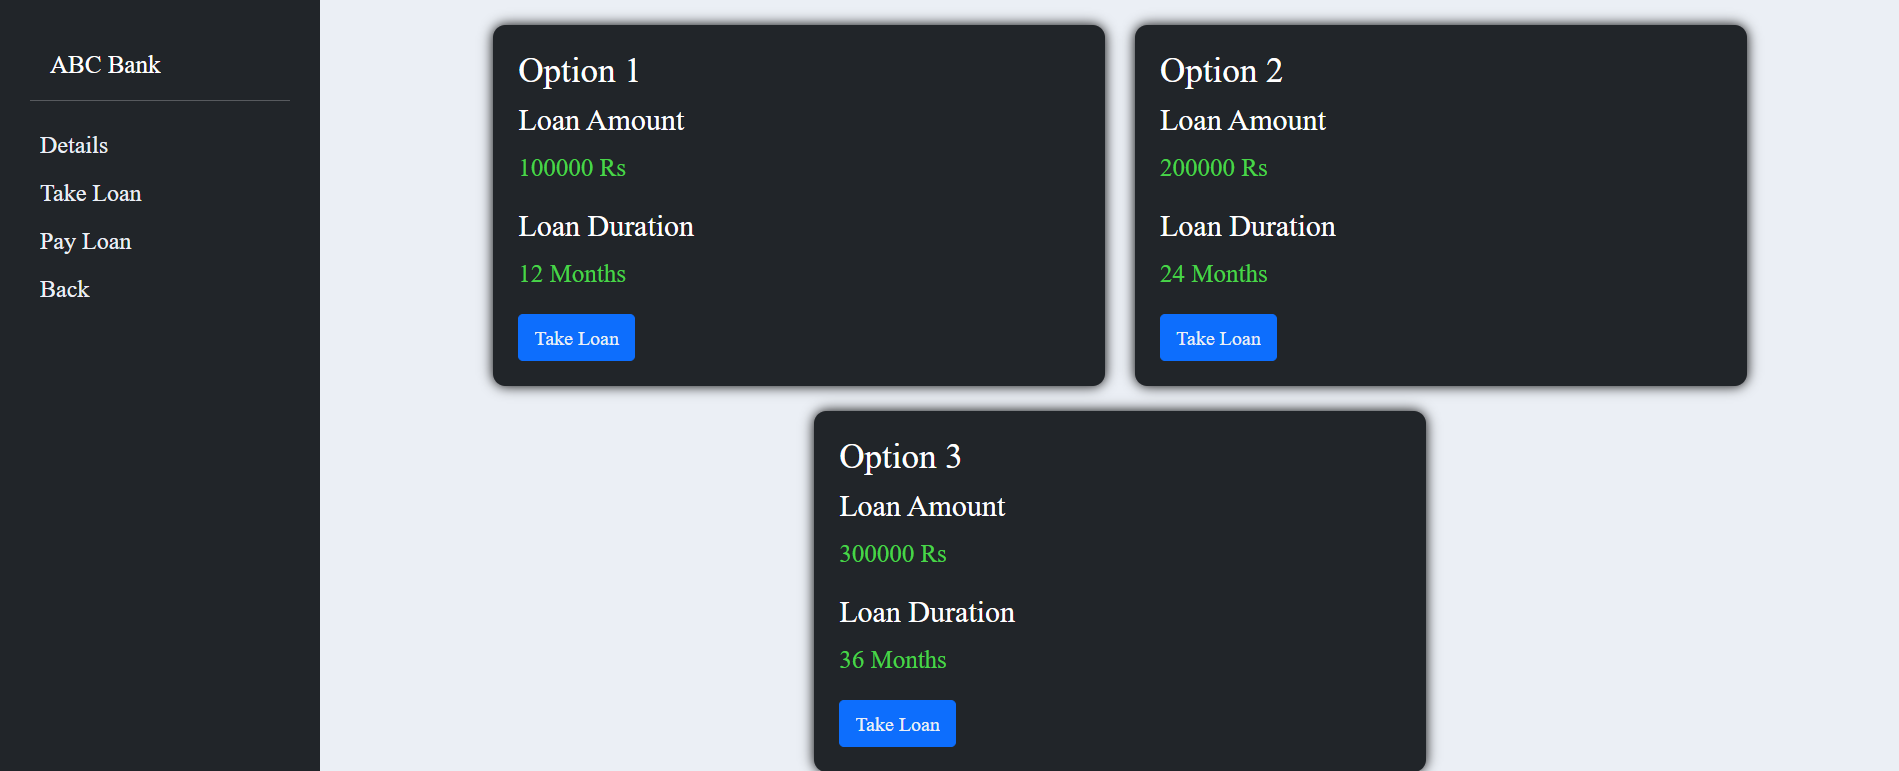 ABC Bank
Details
Take Loan
Pay Loan
Back
Option 1
Loan Amount
100000 Rs
Loan Duration
12 Months
Take Loan
Option 2
Loan Amount
200000 Rs
Loan Duration
24 Months
Take Loan
Option 3
Loan Amount
300000 Rs
Loan Duration
36 Months
Take Loan